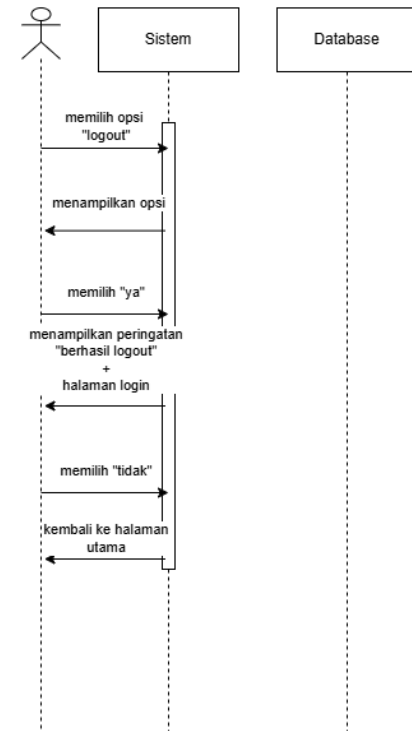 Sistem
Database
memilih opsi
"logout"
menampilkan opsi
memilih "ya"
menampilkan peringatan
"berhasil logout"
+
halaman login
memilih "tidak"
kembali ke halaman
utama